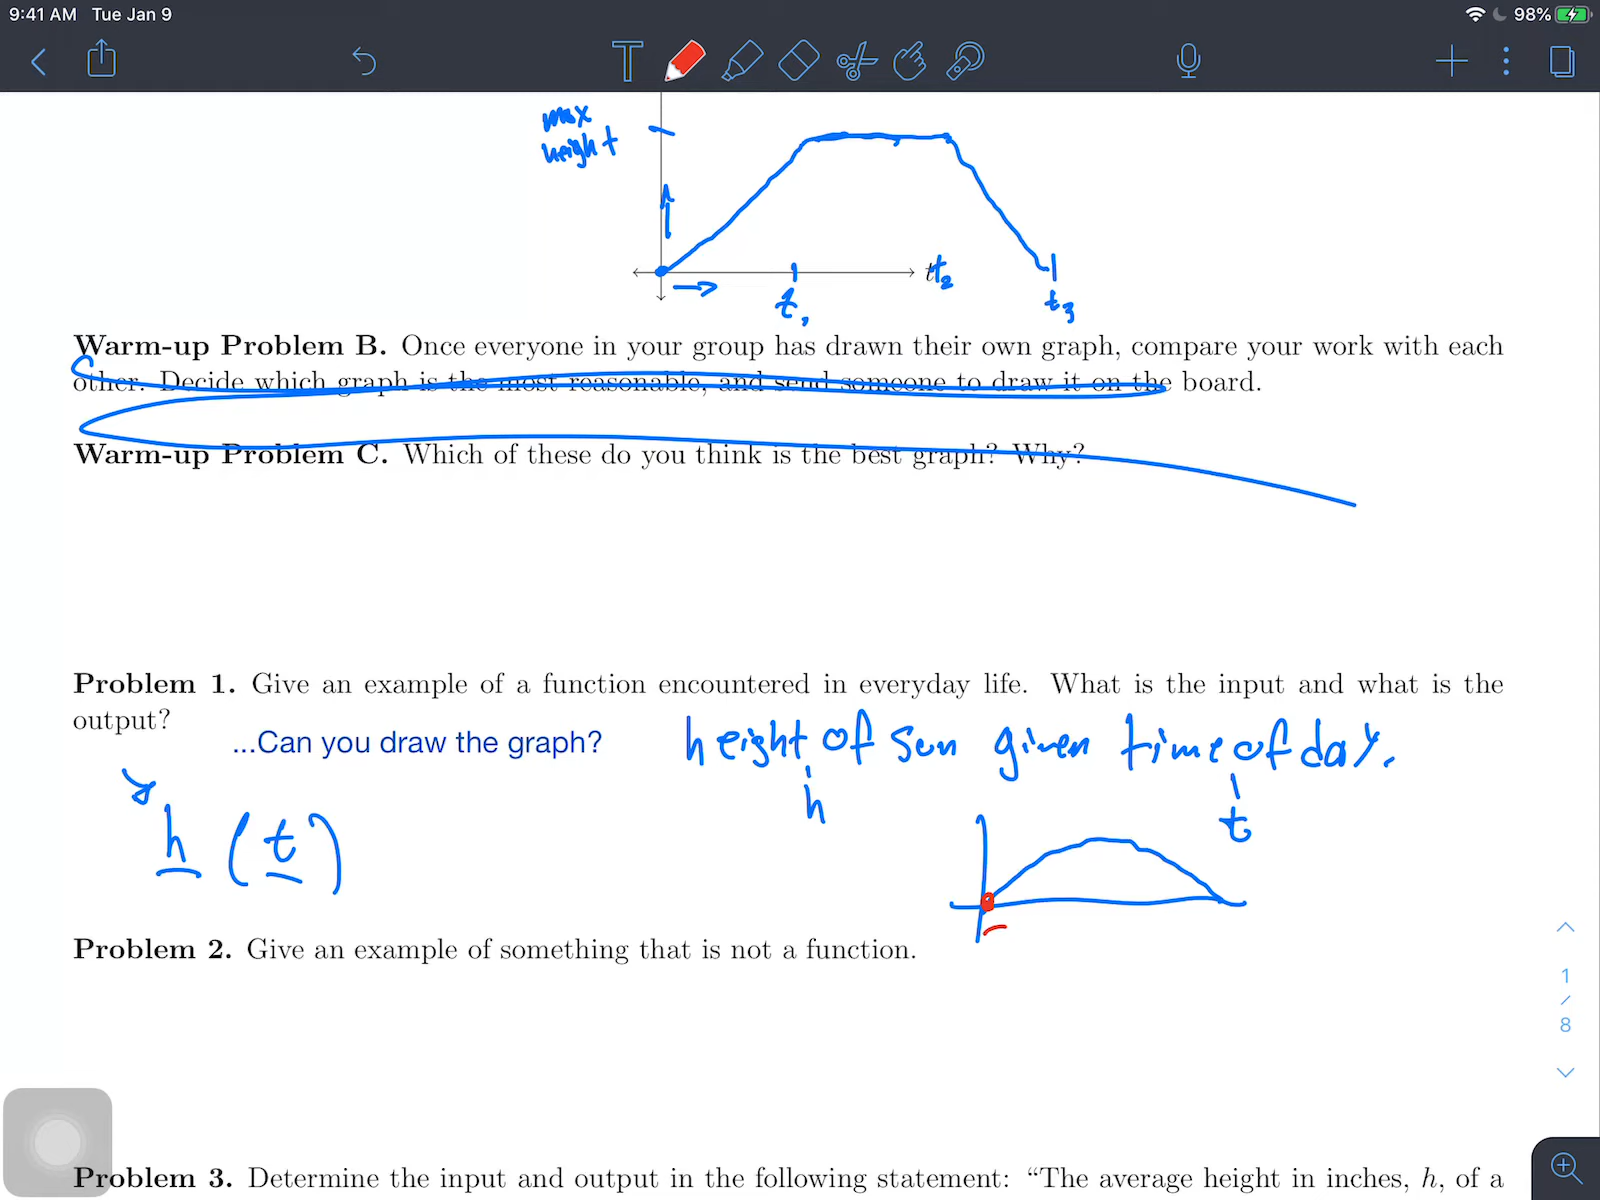 9:41 AM Tue Jan 9
98%
max
height
t₁
t₂
t₃
Warm-up Problem B. Once everyone in your group has drawn their own graph, compare your work with each
other. Decide which graph is the most reasonable, and send someone to draw it on the board.
Warm-up Problem C. Which of these do you think is the best graph? Why?
Problem 1. Give an example of a function encountered in everyday life. What is the input and what is the
output?
...Can you draw the graph?
height of sun given time of day.
h
t
h (t)
Problem 2. Give an example of something that is not a function.
1
/
8
Problem 3. Determine the input and output in the following statement: “The average height in inches, h, of a